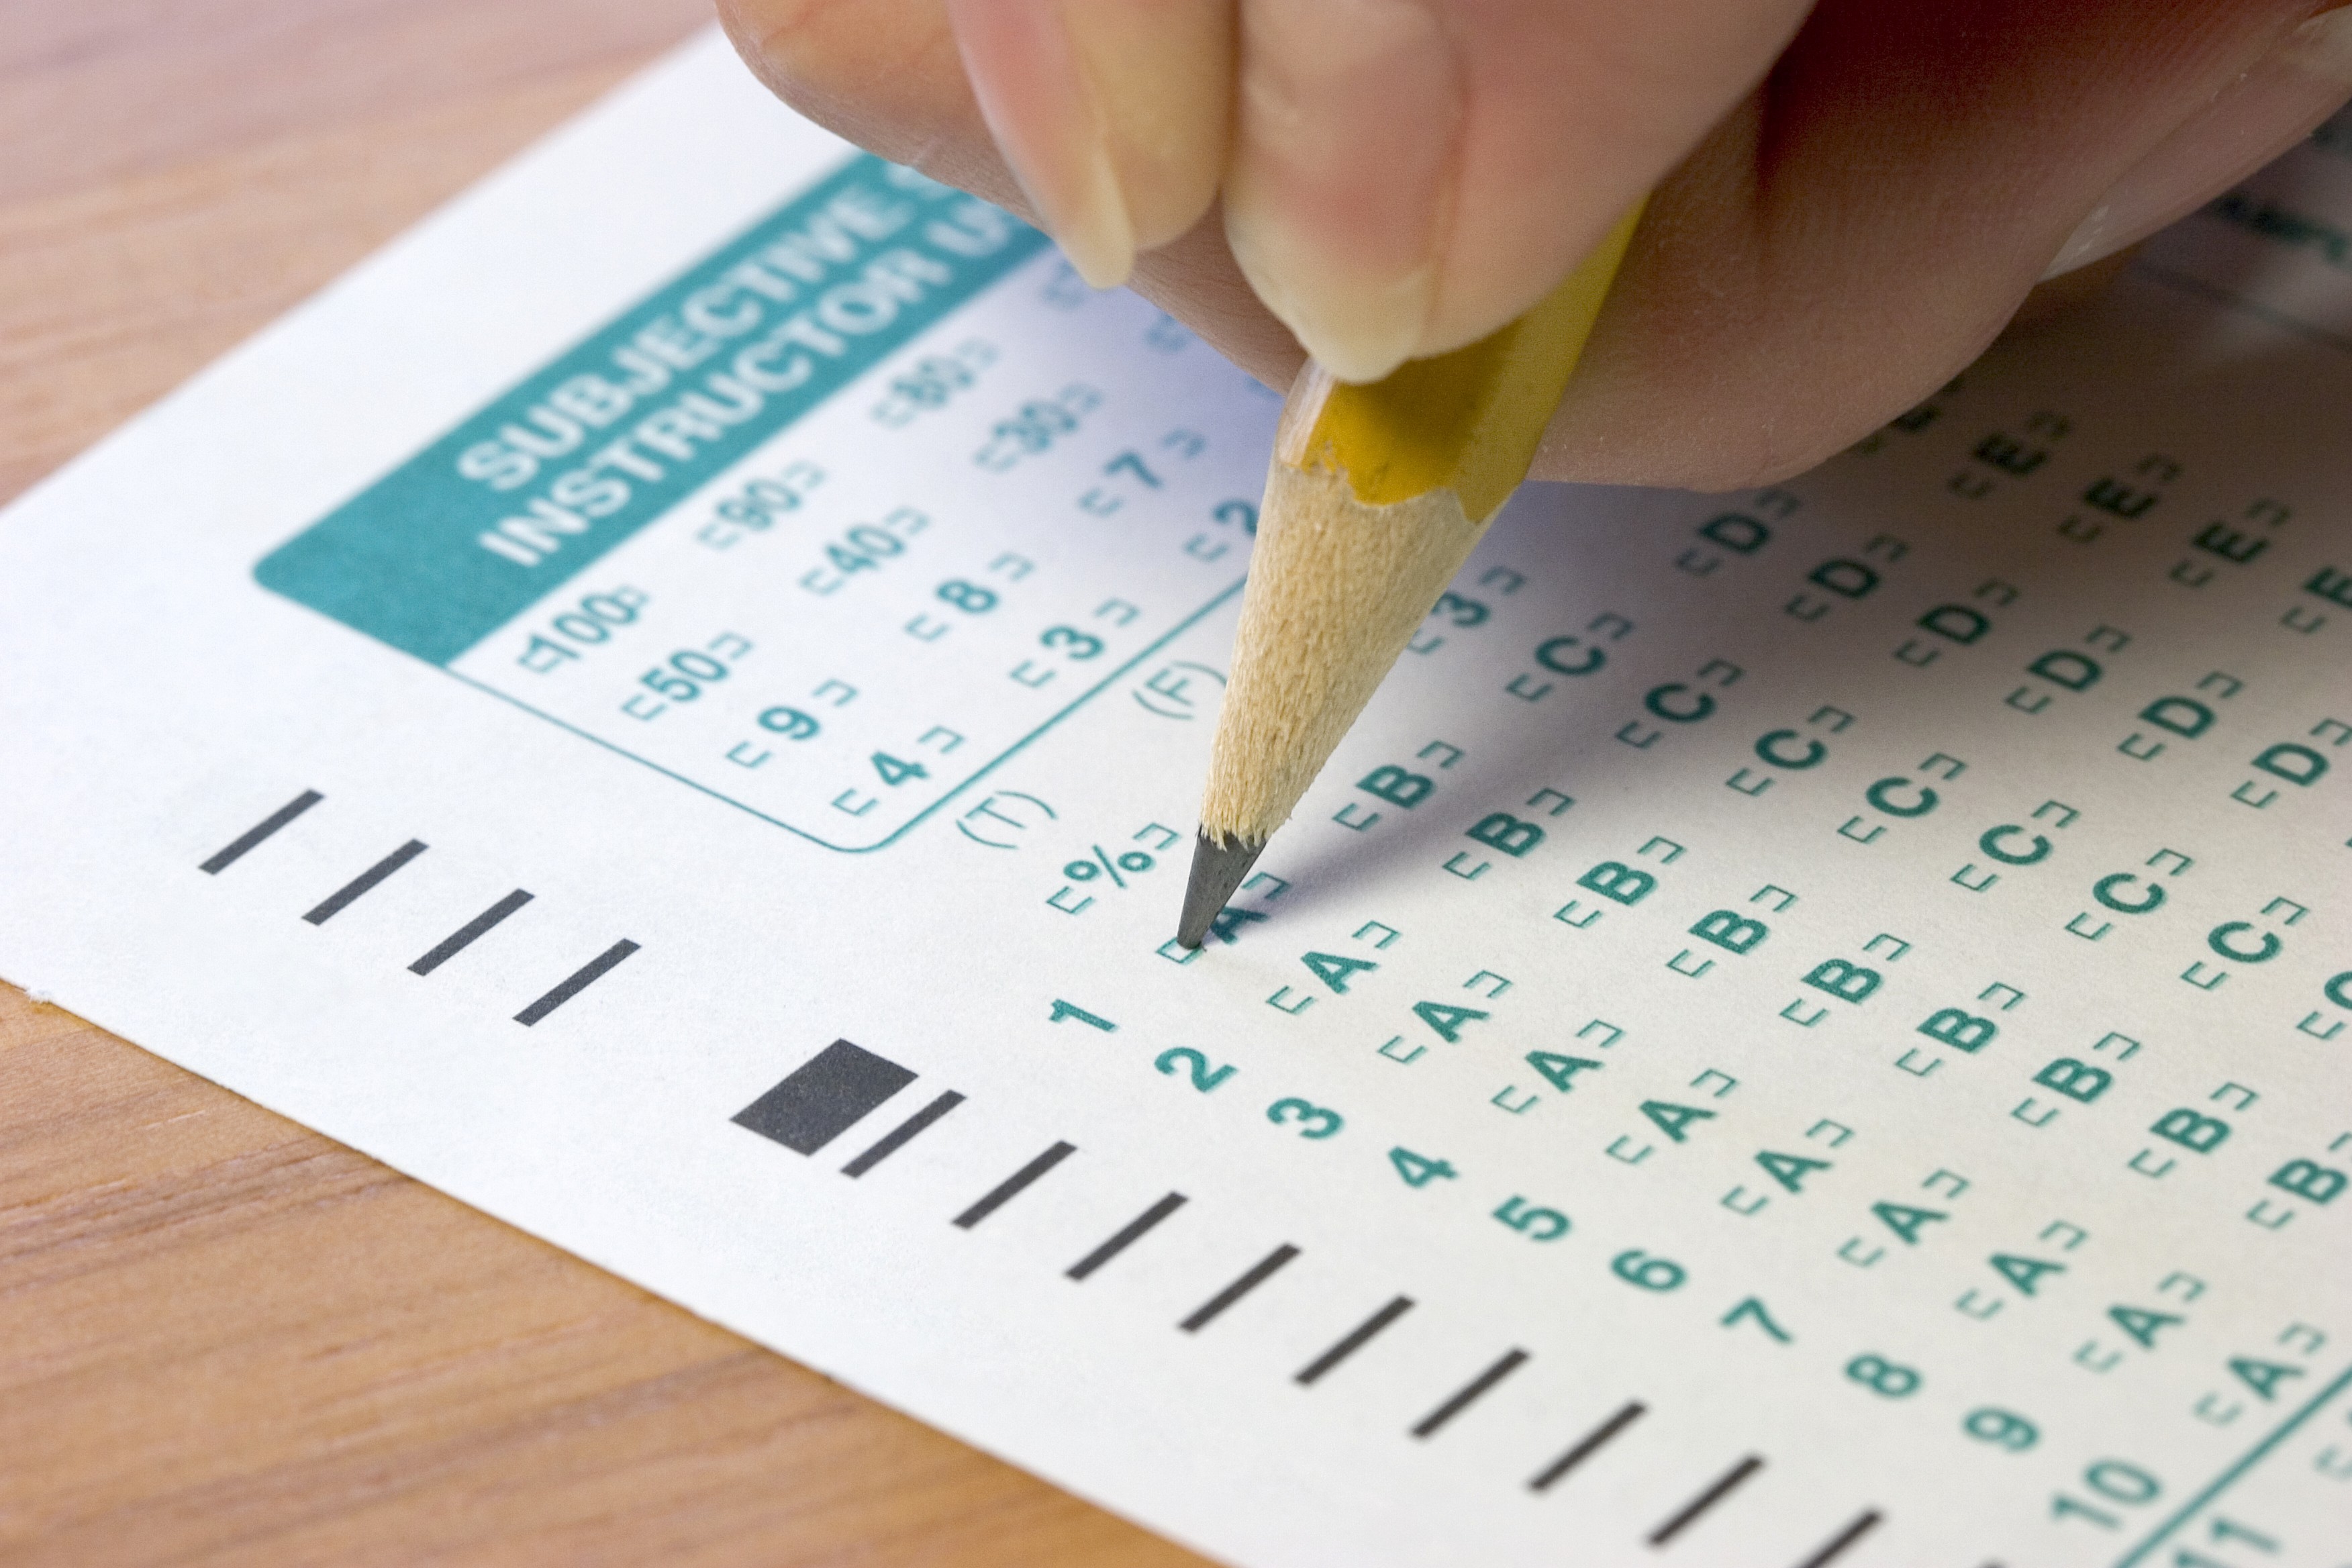 SUBJECTIVE
INSTRUCTOR
100 90 80
50 40 30
9 8 7
4 3 2
(T) (F)
% 3
1 A B C D E
2 A B C D E
3 A B C D E
4 A B C D E
5 A B C D
6 A B C
7 A B
8 A B
9 A
10 A
11